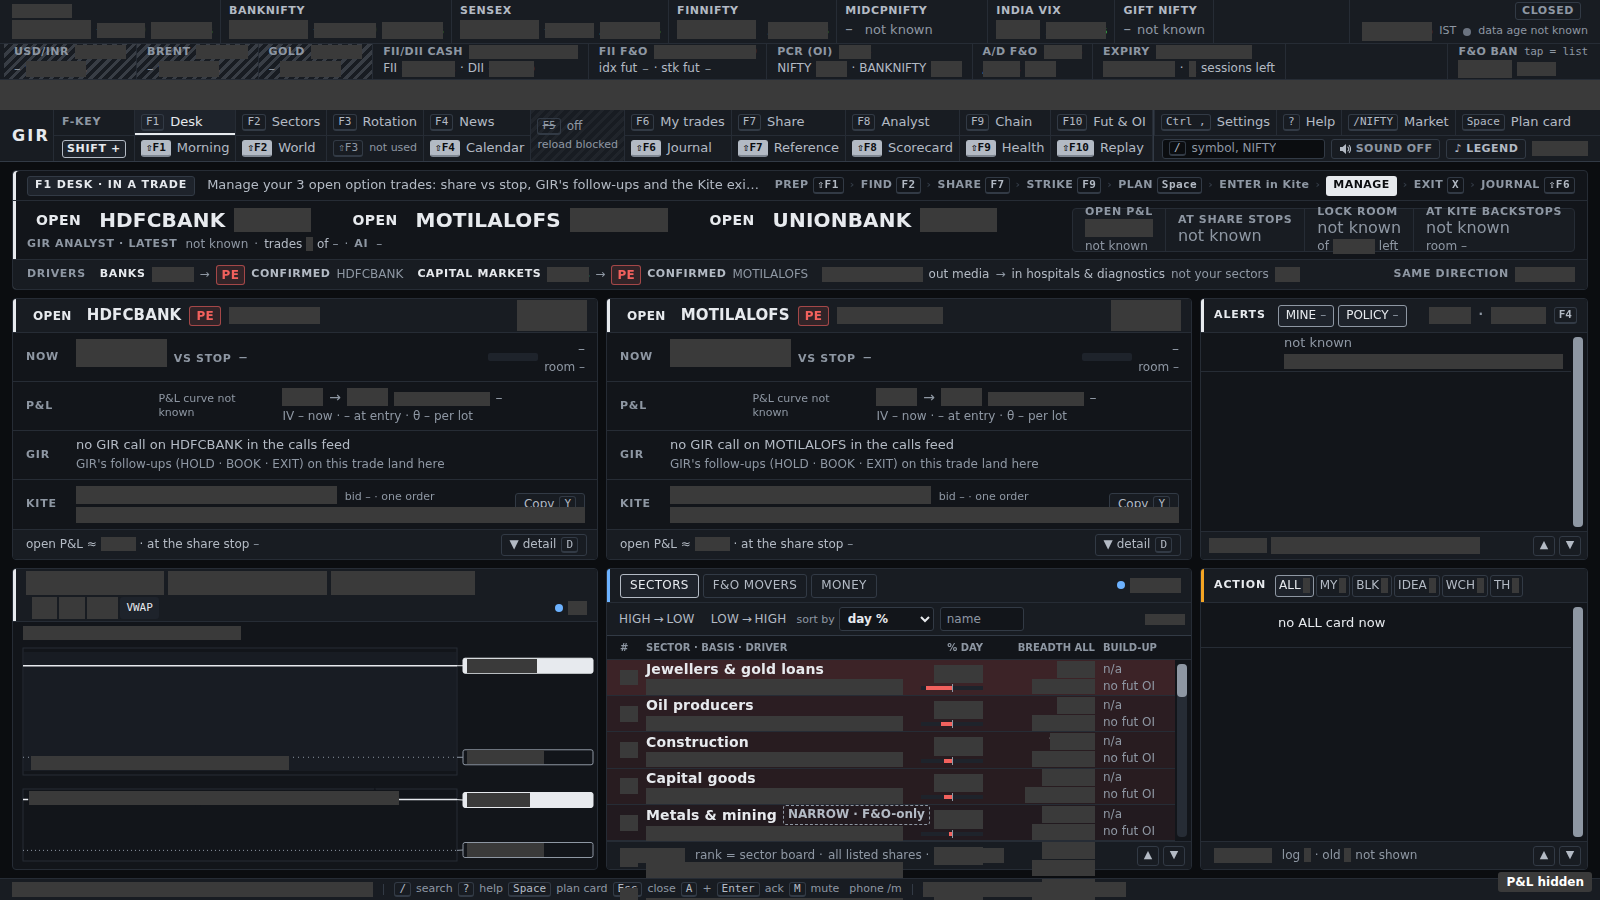 BANKNIFTY SENSEX FINNIFTY MIDCPNIFTY INDIA VIX GIFT NIFTY CLOSED
– not known – not known IST data age not known
USD/INR BRENT GOLD FII/DII CASH FII F&O PCR (OI) A/D F&O EXPIRY F&O BAN tap = list
– – – FII · DII idx fut – · stk fut – NIFTY · BANKNIFTY · sessions left
GIR F-KEY F1 Desk F2 Sectors F3 Rotation F4 News F5 off F6 My trades F7 Share F8 Analyst F9 Chain F10 Fut & OI Ctrl , Settings ? Help /NIFTY Market Space Plan card
SHIFT + ⇧F1 Morning ⇧F2 World ⇧F3 not used ⇧F4 Calendar reload blocked ⇧F6 Journal ⇧F7 Reference ⇧F8 Scorecard ⇧F9 Health ⇧F10 Replay / symbol, NIFTY SOUND OFF ♪ LEGEND
F1 DESK · IN A TRADE Manage your 3 open option trades: share vs stop, GIR's follow-ups and the Kite exi… PREP ⇧F1 › FIND F2 › SHARE F7 › STRIKE F9 › PLAN Space › ENTER in Kite › MANAGE › EXIT X › JOURNAL ⇧F6
OPEN HDFCBANK OPEN MOTILALOFS OPEN UNIONBANK
OPEN P&L not known
AT SHARE STOPS not known
LOCK ROOM not known of left
AT KITE BACKSTOPS not known room –
GIR ANALYST · LATEST not known · trades of – · AI –
DRIVERS BANKS → PE CONFIRMED HDFCBANK CAPITAL MARKETS → PE CONFIRMED MOTILALOFS out media → in hospitals & diagnostics not your sectors SAME DIRECTION
OPEN HDFCBANK PE
NOW VS STOP – –
room –
P&L P&L curve not known → –
IV – now · – at entry · θ – per lot
GIR no GIR call on HDFCBANK in the calls feed
GIR's follow-ups (HOLD · BOOK · EXIT) on this trade land here
KITE bid – · one order Copy Y
open P&L ≈ · at the share stop – ▼ detail D
OPEN MOTILALOFS PE
NOW VS STOP – –
room –
P&L P&L curve not known → –
IV – now · – at entry · θ – per lot
GIR no GIR call on MOTILALOFS in the calls feed
GIR's follow-ups (HOLD · BOOK · EXIT) on this trade land here
KITE bid – · one order Copy Y
open P&L ≈ · at the share stop – ▼ detail D
ALERTS MINE – POLICY – · F4
not known
▲ ▼
VWAP
SECTORS F&O MOVERS MONEY
HIGH→LOW LOW→HIGH sort by day % name
# SECTOR · BASIS · DRIVER % DAY BREADTH ALL BUILD-UP
Jewellers & gold loans n/a
no fut OI
Oil producers n/a
no fut OI
Construction n/a
no fut OI
Capital goods n/a
no fut OI
Metals & mining NARROW · F&O-only n/a
no fut OI
rank = sector board · all listed shares · ▲ ▼
ACTION ALL MY BLK IDEA WCH TH
no ALL card now
log · old not shown ▲ ▼
/ search ? help Space plan card Esc close A + Enter ack M mute phone /m
P&L hidden